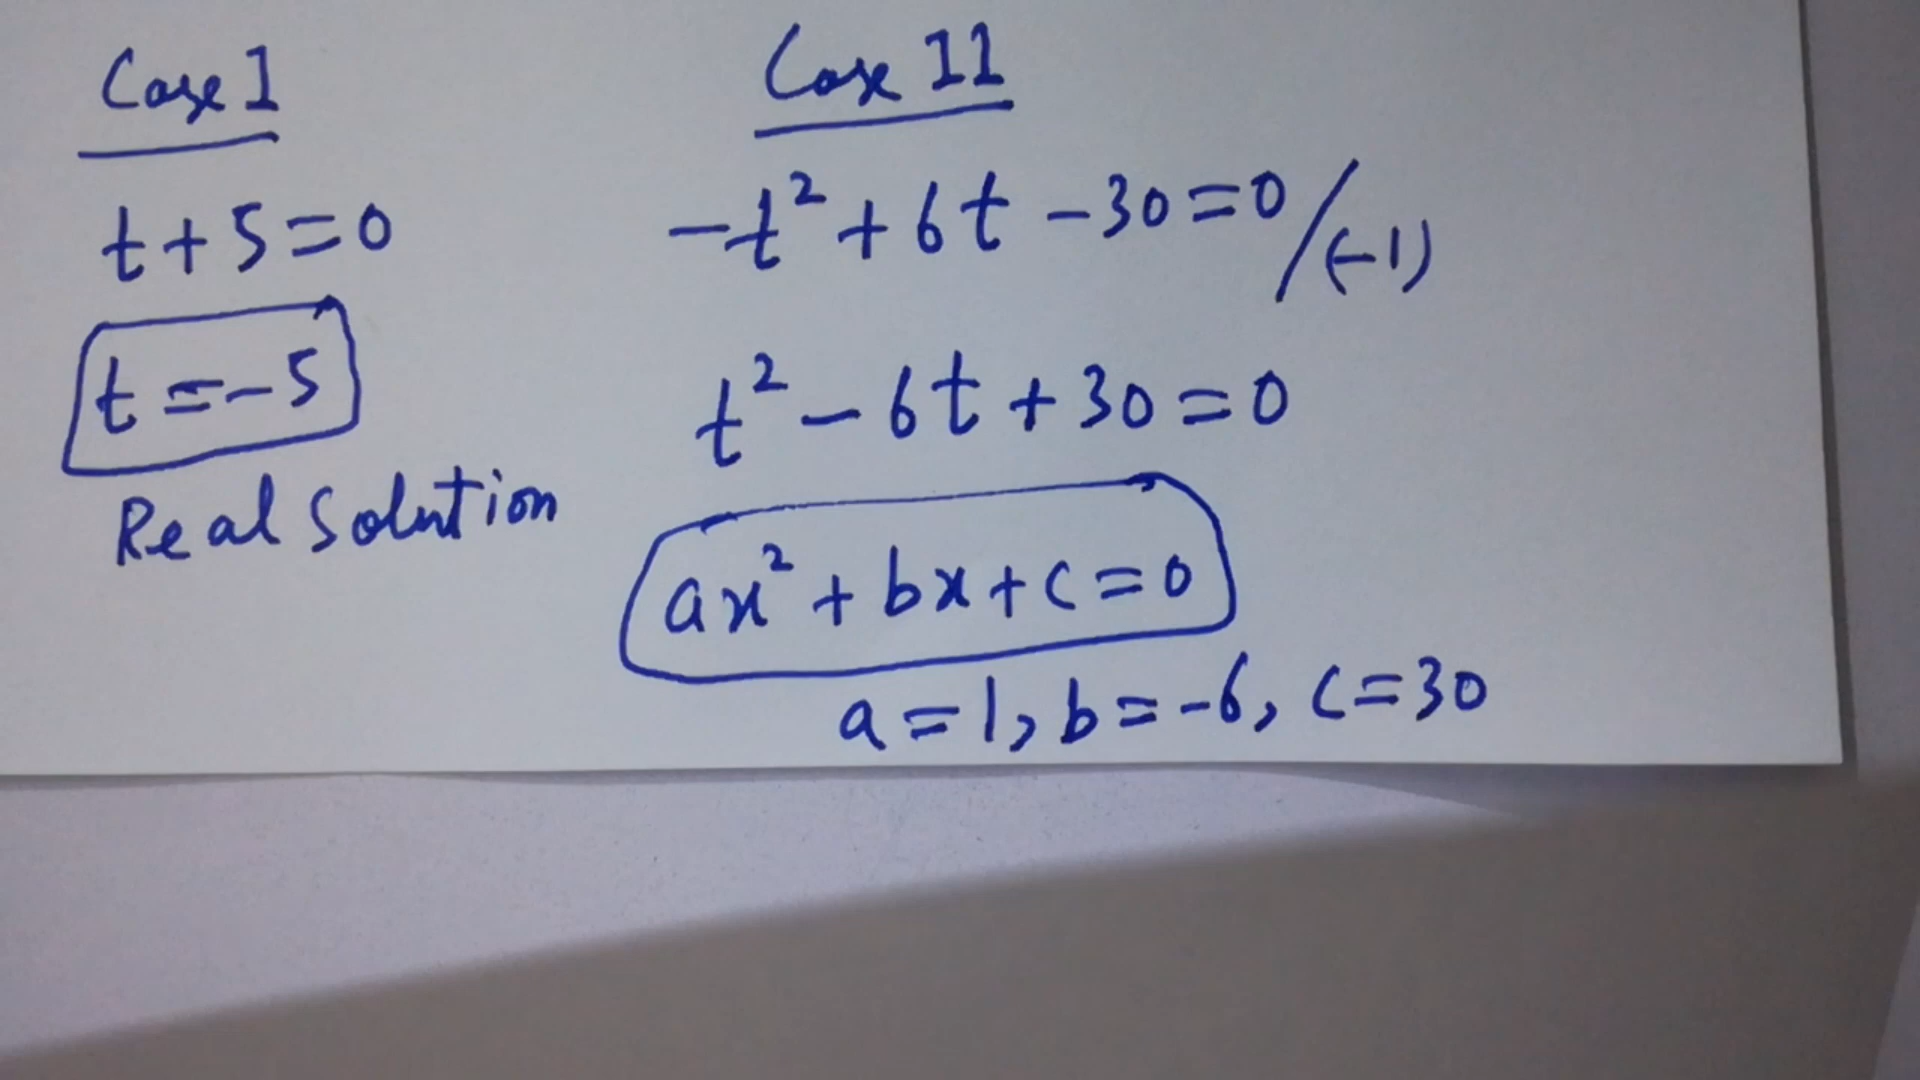 Case I
t+5=0
t=-5
Real Solution
Case II
-t²+6t-30=0/(-1)
t²-6t+30=0
ax²+bx+c=0
a=1, b=-6, c=30